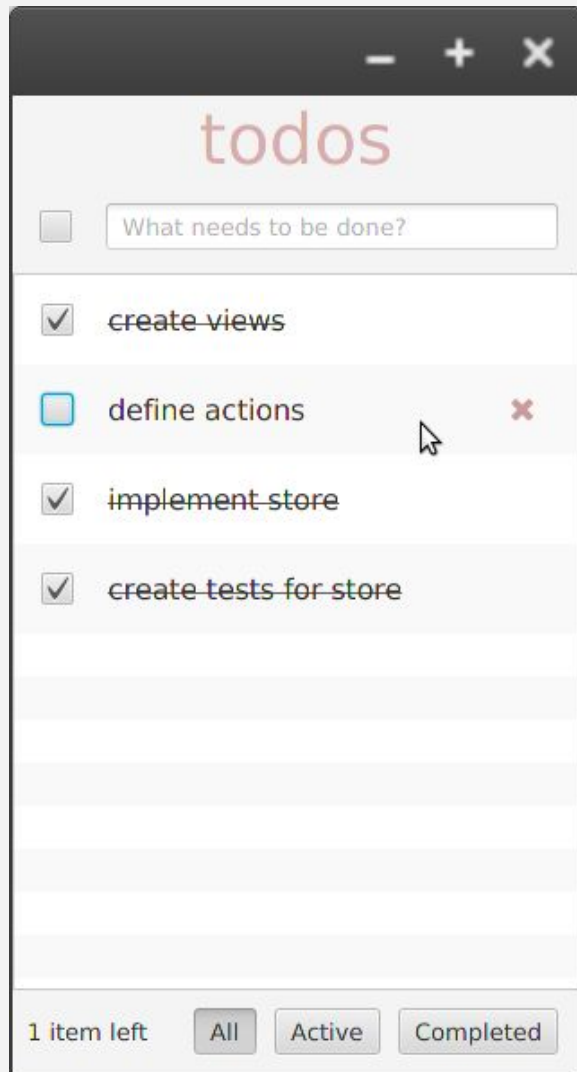 todos
What needs to be done?
create views
define actions
implement store
create tests for store
1 item left All Active Completed